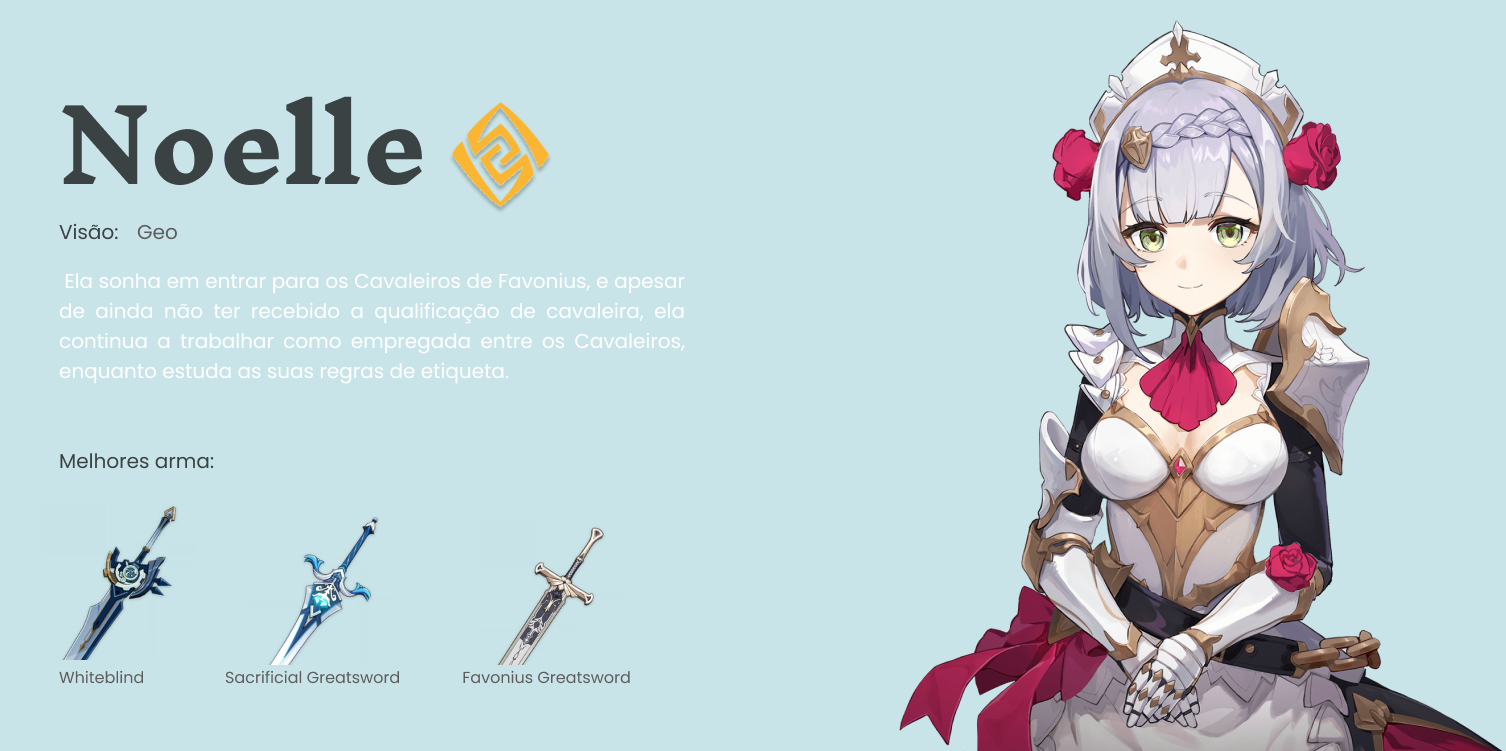 Noelle
Visão: Geo
Ela sonha em entrar para os Cavaleiros de Favonius, e apesar
de ainda não ter recebido a qualificação de cavaleira, ela
continua a trabalhar como empregada entre os Cavaleiros,
enquanto estuda as suas regras de etiqueta.
Melhores arma:
Whiteblind
Sacrificial Greatsword
Favonius Greatsword